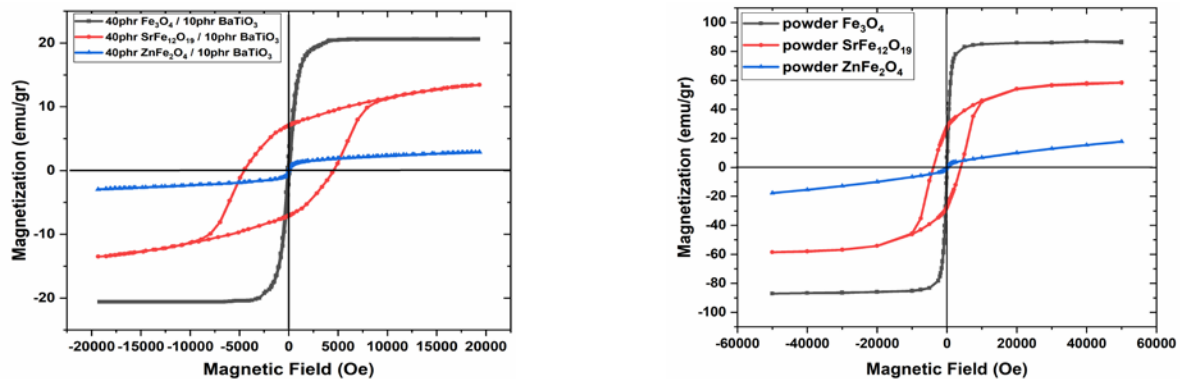 40phr Fe₃O₄ / 10phr BaTiO₃
40phr SrFe₁₂O₁₉ / 10phr BaTiO₃
40phr ZnFe₂O₄ / 10phr BaTiO₃
Magnetization (emu/gr)
20
10
0
-10
-20
-20000 -15000 -10000 -5000 0 5000 10000 15000 20000
Magnetic Field (Oe)
powder Fe₃O₄
powder SrFe₁₂O₁₉
powder ZnFe₂O₄
Magnetization (emu/gr)
100
80
60
40
20
0
-20
-40
-60
-80
-100
-60000 -40000 -20000 0 20000 40000 60000
Magnetic Field (Oe)